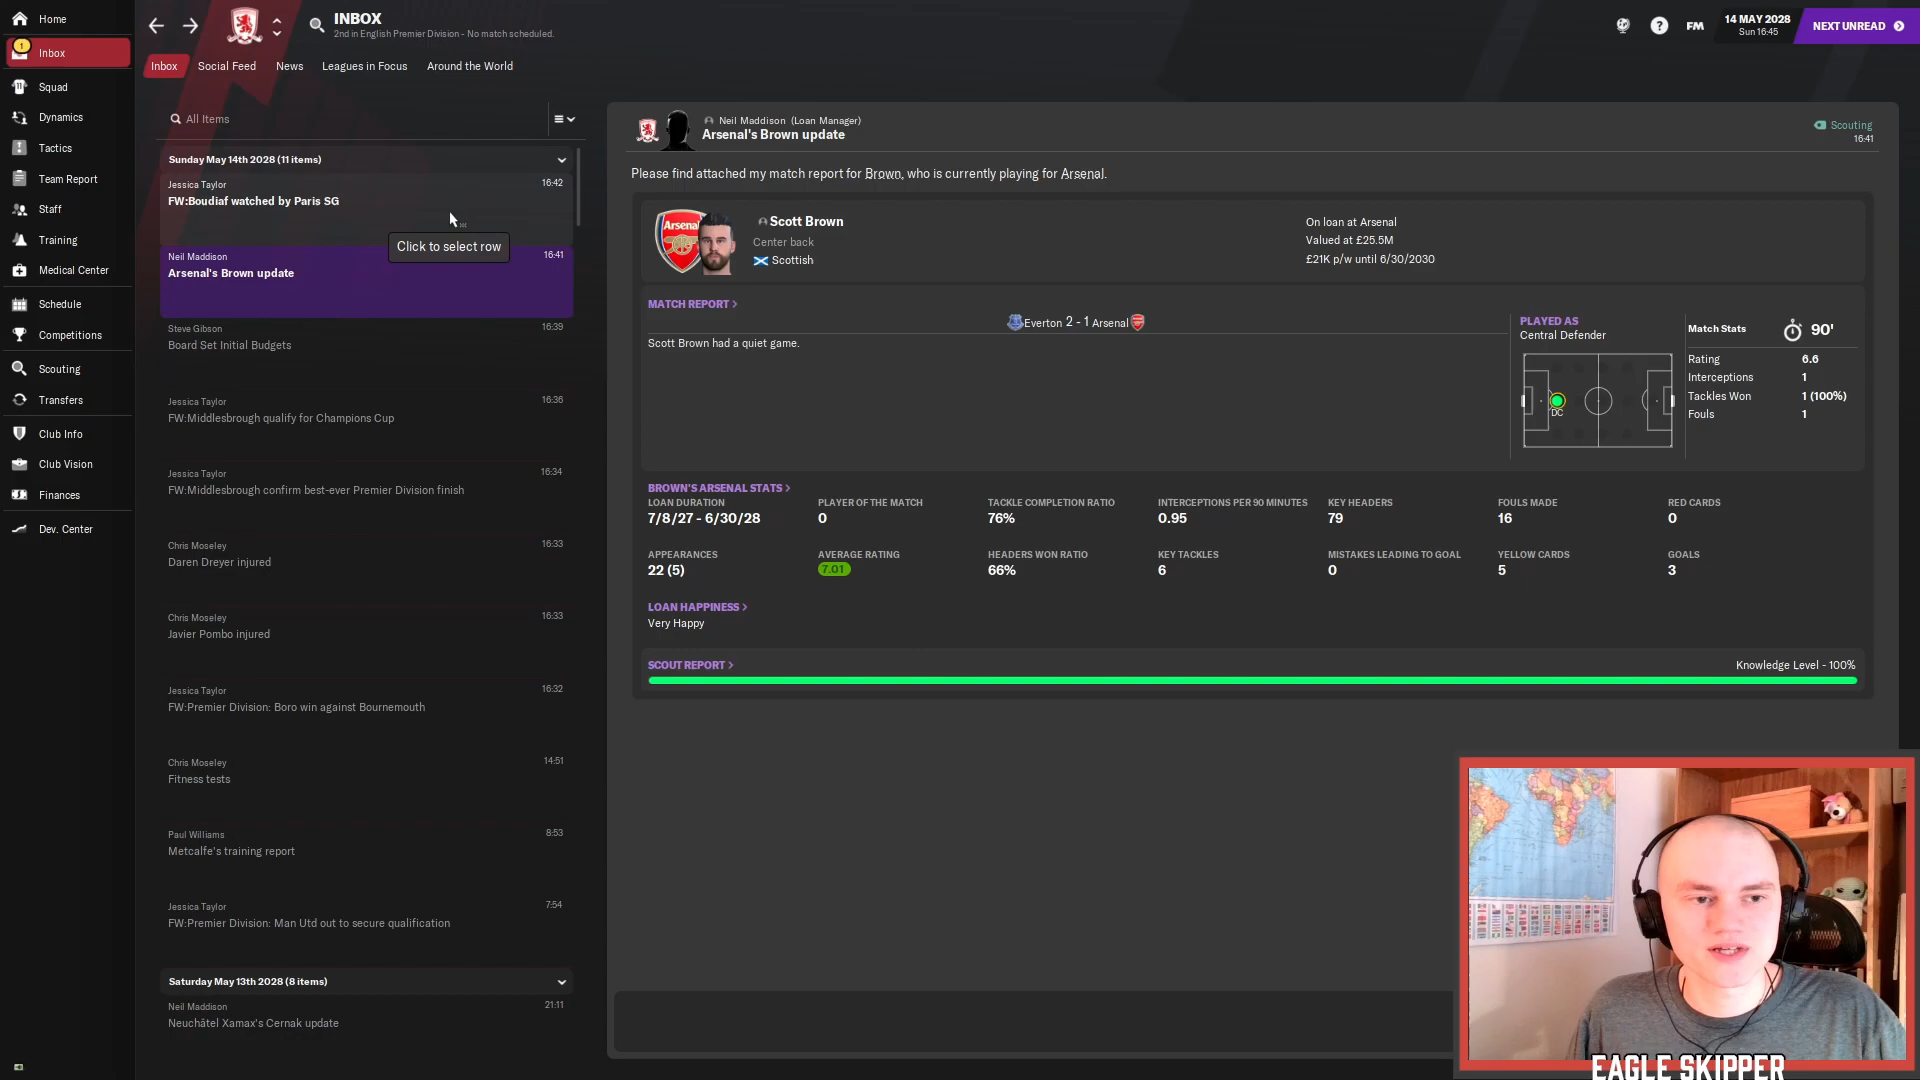 Home
1
Inbox
Squad
Dynamics
Tactics
Team Report
Staff
Training
Medical Center
Schedule
Competitions
Scouting
Transfers
Club Info
Club Vision
Finances
Dev. Center
INBOX
2nd in English Premier Division - No match scheduled.
FM
14 MAY 2028
Sun 16:45
NEXT UNREAD
Inbox
Social Feed
News
Leagues in Focus
Around the World
All Items
Sunday May 14th 2028 (11 items)
Jessica Taylor 16:42
FW:Boudiaf watched by Paris SG
Click to select row
Neil Maddison 16:41
Arsenal's Brown update
Steve Gibson 16:39
Board Set Initial Budgets
Jessica Taylor 16:36
FW:Middlesbrough qualify for Champions Cup
Jessica Taylor 16:34
FW:Middlesbrough confirm best-ever Premier Division finish
Chris Moseley 16:33
Daren Dreyer injured
Chris Moseley 16:33
Javier Pombo injured
Jessica Taylor 16:32
FW:Premier Division: Boro win against Bournemouth
Chris Moseley 14:51
Fitness tests
Paul Williams 8:53
Metcalfe's training report
Jessica Taylor 7:54
FW:Premier Division: Man Utd out to secure qualification
Saturday May 13th 2028 (8 items)
Neil Maddison 21:11
Neuchâtel Xamax's Cernak update
Neil Maddison (Loan Manager)
Arsenal's Brown update
Scouting
16:41
Please find attached my match report for Brown, who is currently playing for Arsenal.
Arsenal
Scott Brown
Center back
Scottish
On loan at Arsenal
Valued at £25.5M
£21K p/w until 6/30/2030
MATCH REPORT >
Everton 2 - 1 Arsenal
Scott Brown had a quiet game.
PLAYED AS
Central Defender
DC
Match Stats 90'
Rating 6.6
Interceptions 1
Tackles Won 1 (100%)
Fouls 1
BROWN'S ARSENAL STATS >
LOAN DURATION PLAYER OF THE MATCH TACKLE COMPLETION RATIO INTERCEPTIONS PER 90 MINUTES KEY HEADERS FOULS MADE RED CARDS
7/8/27 - 6/30/28 0 76% 0.95 79 16 0
APPEARANCES AVERAGE RATING HEADERS WON RATIO KEY TACKLES MISTAKES LEADING TO GOAL YELLOW CARDS GOALS
22 (5) 7.01 66% 6 0 5 3
LOAN HAPPINESS >
Very Happy
SCOUT REPORT >
Knowledge Level - 100%
EAGLE SKIPPER